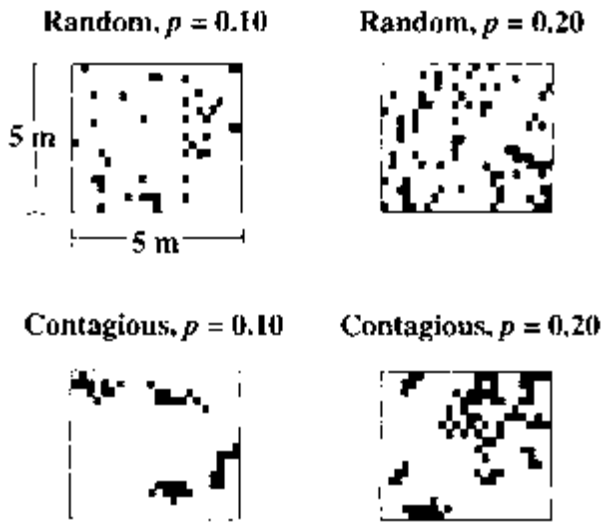 Random, p = 0.10
Random, p = 0.20
5 m
5 m
Contagious, p = 0.10
Contagious, p = 0.20